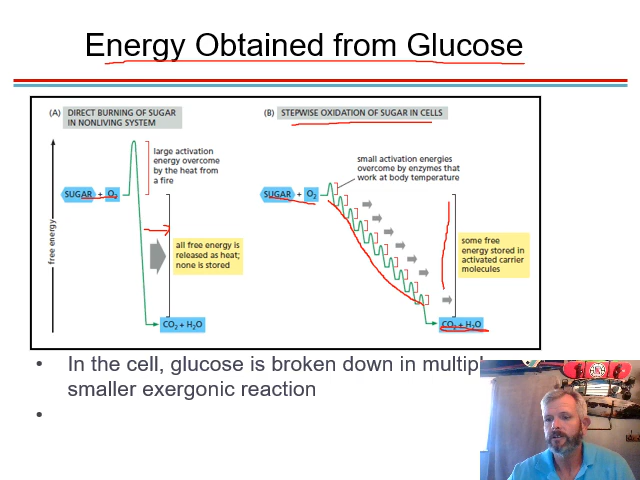 Energy Obtained from Glucose
(A) DIRECT BURNING OF SUGAR
IN NONLIVING SYSTEM
large activation
energy overcome
by the heat from
a fire
SUGAR + O₂
free energy
all free energy is
released as heat;
none is stored
CO₂ + H₂O
(B) STEPWISE OXIDATION OF SUGAR IN CELLS
small activation energies
overcome by enzymes that
work at body temperature
SUGAR + O₂
some free
energy stored in
activated carrier
molecules
CO₂ + H₂O
• In the cell, glucose is broken down in
smaller exergonic reaction
•